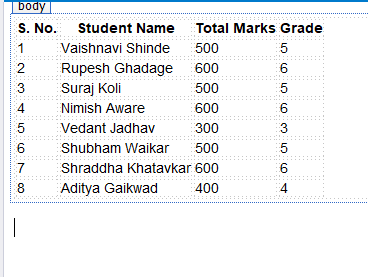 body
S. No. Student Name Total Marks Grade
1 Vaishnavi Shinde 500 5
2 Rupesh Ghadage 600 6
3 Suraj Koli 500 5
4 Nimish Aware 600 6
5 Vedant Jadhav 300 3
6 Shubham Waikar 500 5
7 Shraddha Khatavkar 600 6
8 Aditya Gaikwad 400 4